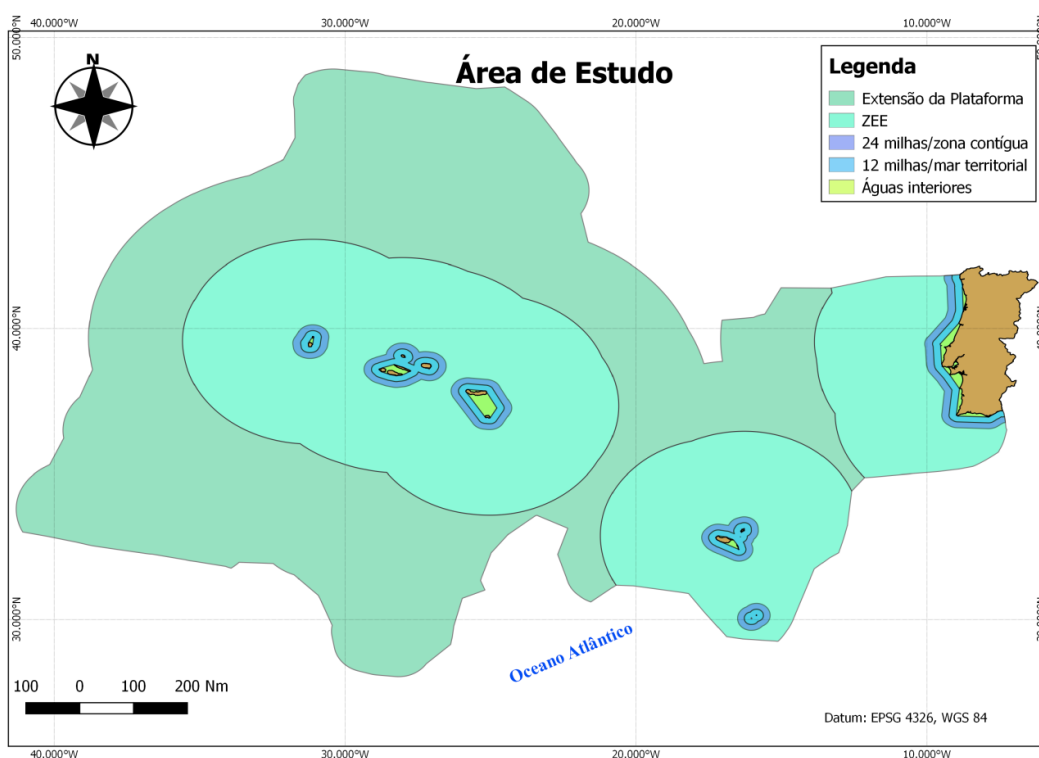 40.000°W 30.000°W 20.000°W 10.000°W
50.000°N
N
Área de Estudo
Legenda
Extensão da Plataforma
ZEE
24 milhas/zona contígua
12 milhas/mar territorial
Águas interiores
40.000°N
30.000°N
Oceano Atlântico
100 0 100 200 Nm
Datum: EPSG 4326, WGS 84
40.000°W 30.000°W 20.000°W 10.000°W